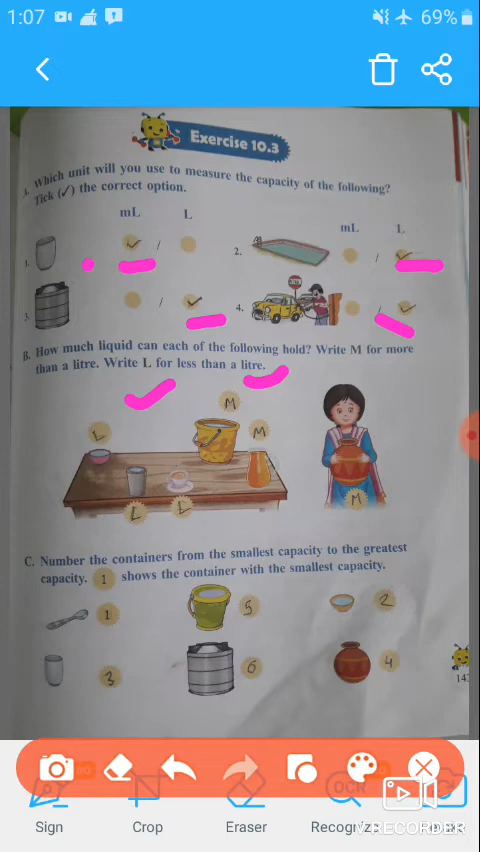 1:07 69%
Exercise 10.3
A. Which unit will you use to measure the capacity of the following?
Tick (✓) the correct option.
mL L
mL L
1. ✓ /
2. / ✓
3. / ✓
4. / ✓
B. How much liquid can each of the following hold? Write M for more
than a litre. Write L for less than a litre.
M
L M
L L M
C. Number the containers from the smallest capacity to the greatest
capacity. 1 shows the container with the smallest capacity.
1 5 2
3 6 4
OCR
Sign Crop Eraser
V.RECORDER